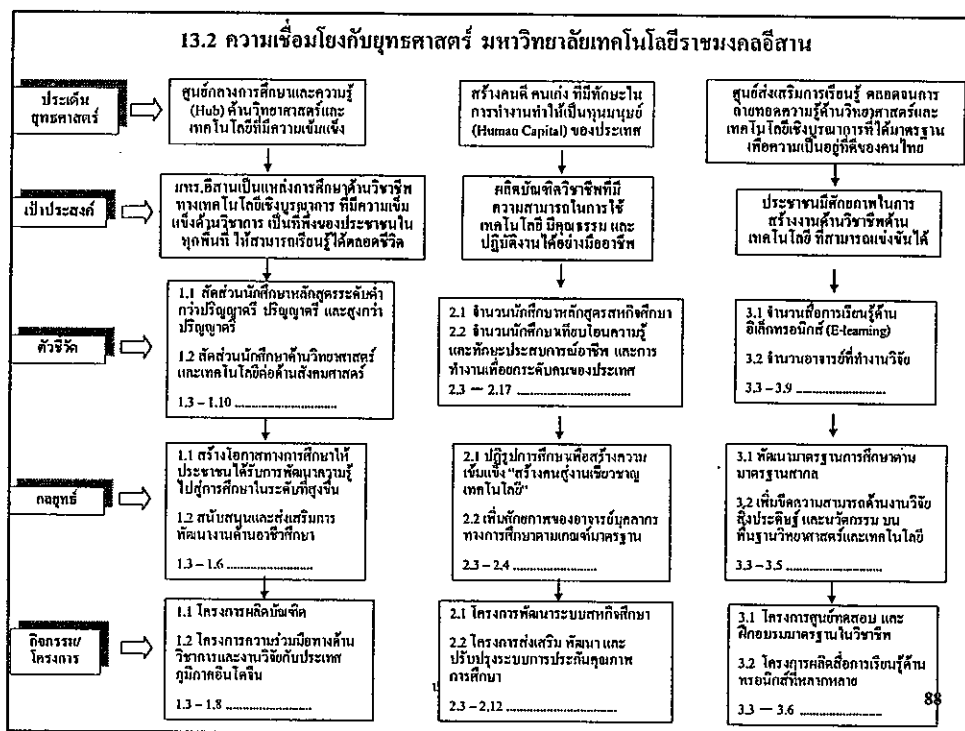 13.2 ความเชื่อมโยงกับยุทธศาสตร์ มหาวิทยาลัยเทคโนโลยีราชมงคลอีสาน
ประเด็น
ยุทธศาสตร์
ศูนย์กลางการศึกษาและความรู้
(Hub) ด้านวิทยาศาสตร์และ
เทคโนโลยีที่มีความเข้มแข็ง
สร้างคนดี คนเก่ง ที่มีทักษะใน
การทำงานทำให้เป็นทุนมนุษย์
(Human Capital) ของประเทศ
ศูนย์ส่งเสริมการเรียนรู้ ตลอดจนการ
ถ่ายทอดความรู้ด้านวิทยาศาสตร์และ
เทคโนโลยีเชิงบูรณาการที่ได้มาตรฐาน
เพื่อความเป็นอยู่ที่ดีของคนไทย
เป้าประสงค์
มทร.อีสานเป็นแหล่งการศึกษาด้านวิชาชีพ
ทางเทคโนโลยีเชิงบูรณาการ ที่มีความเข้ม
แข็งด้านวิชาการ เป็นที่พึ่งของประชาชนใน
ทุกพื้นที่ ให้สามารถเรียนรู้ได้ตลอดชีวิต
ผลิตบัณฑิตวิชาชีพที่มี
ความสามารถในการใช้
เทคโนโลยี มีคุณธรรม และ
ปฏิบัติงานได้อย่างมืออาชีพ
ประชาชนมีศักยภาพในการ
สร้างงานด้านวิชาชีพด้าน
เทคโนโลยี ที่สามารถแข่งขันได้
ตัวชี้วัด
1.1 สัดส่วนนักศึกษาหลักสูตรระดับต่ำ
กว่าปริญญาตรี ปริญญาตรี และสูงกว่า
ปริญญาตรี
1.2 สัดส่วนนักศึกษาด้านวิทยาศาสตร์
และเทคโนโลยีต่อด้านสังคมศาสตร์
1.3 – 1.10 ..............................
2.1 จำนวนนักศึกษาหลักสูตรสหกิจศึกษา
2.2 จำนวนนักศึกษาเทียบโอนความรู้
และทักษะประสบการณ์อาชีพ และการ
ทำงานเพื่อยกระดับคนของประเทศ
2.3 — 2.17 ..............................
3.1 จำนวนสื่อการเรียนรู้ด้าน
อิเล็กทรอนิกส์ (E-learning)
3.2 จำนวนอาจารย์ที่ทำงานวิจัย
3.3 – 3.9 ..............................
กลยุทธ์
1.1 สร้างโอกาสทางการศึกษาให้
ประชาชนได้รับการพัฒนาความรู้
ไปสู่การศึกษาในระดับที่สูงขึ้น
1.2 สนับสนุนและส่งเสริมการ
พัฒนางานด้านอาชีวศึกษา
1.3 – 1.6 ..............................
2.1 ปฏิรูปการศึกษาเพื่อสร้างความ
เข้มแข็ง "สร้างคนสู่งานเชี่ยวชาญ
เทคโนโลยี"
2.2 เพิ่มศักยภาพของอาจารย์บุคลากร
ทางการศึกษาตามเกณฑ์มาตรฐาน
2.3 – 2.4 ..............................
3.1 พัฒนามาตรฐานการศึกษาตาม
มาตรฐานสากล
3.2 เพิ่มขีดความสามารถด้านงานวิจัย
สิ่งประดิษฐ์ และนวัตกรรม บน
พื้นฐานวิทยาศาสตร์และเทคโนโลยี
3.3 – 3.5 ..............................
กิจกรรม/
โครงการ
1.1 โครงการผลิตบัณฑิต
1.2 โครงการความร่วมมือทางด้าน
วิชาการและงานวิจัยกับประเทศ
ภูมิภาคอินโดจีน
1.3 – 1.8 ..............................
2.1 โครงการพัฒนาระบบสหกิจศึกษา
2.2 โครงการส่งเสริม พัฒนา และ
ปรับปรุงระบบการประกันคุณภาพ
การศึกษา
2.3 – 2.12 ..............................
3.1 โครงการศูนย์ทดสอบ และ
ฝึกอบรมมาตรฐานในวิชาชีพ
3.2 โครงการผลิตสื่อการเรียนรู้ด้าน
ทรอนิกส์ที่หลากหลาย
3.3 — 3.6 ..............................
88